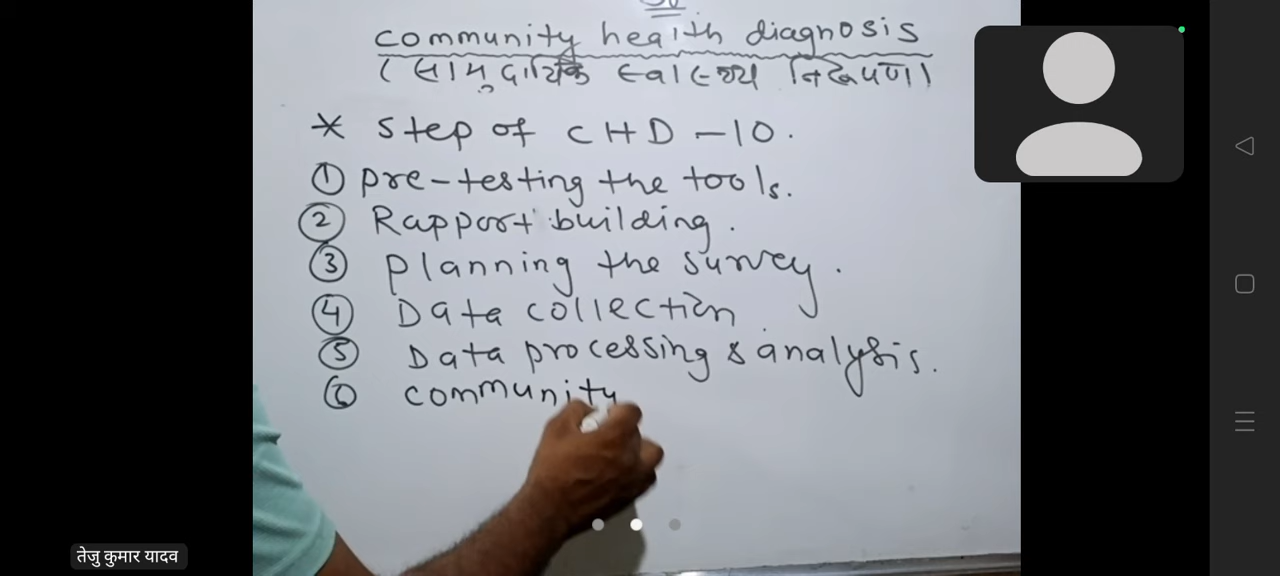 community health diagnosis
(सामुदायिक स्वास्थ्य निरूपण)
* Step of CHD - 10.
① pre-testing the tools.
② Rapport building.
③ planning the survey.
④ Data collection
⑤ Data processing & analysis.
⑥ community
तेजु कुमार यादव